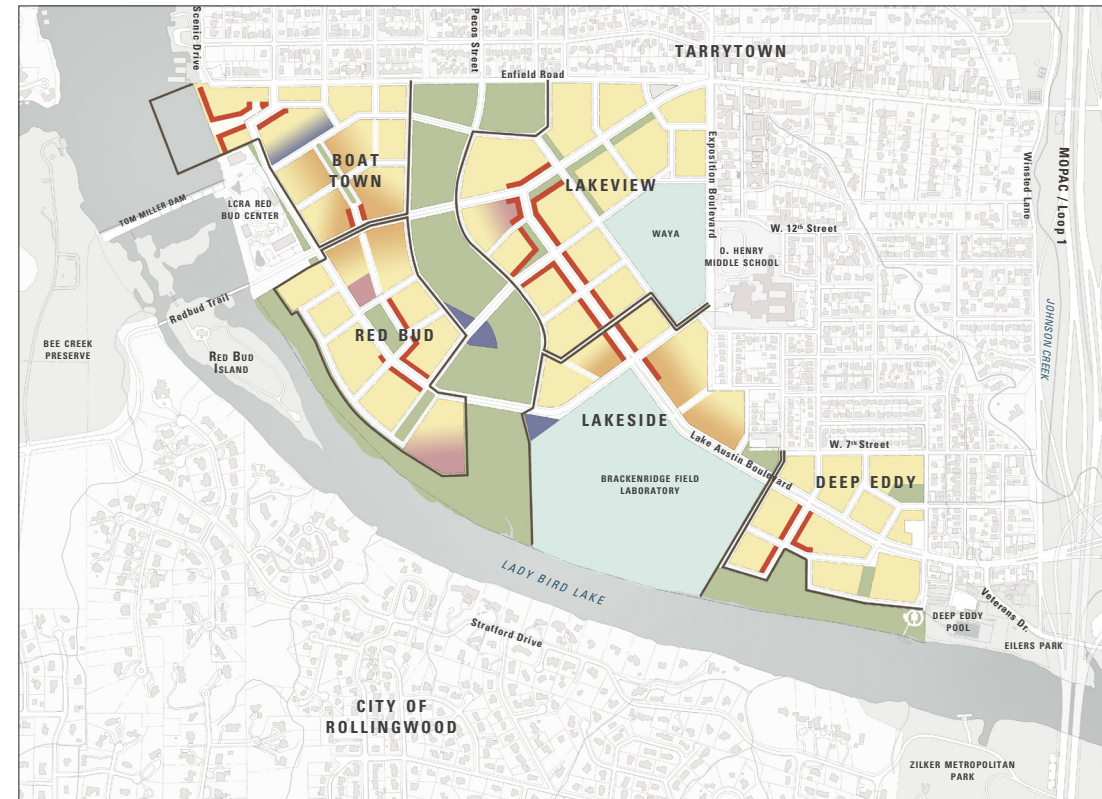 Scenic Drive
Pecos Street
TARRYTOWN
Enfield Road
MOPAC / Loop 1
Winsted Lane
Exposition Boulevard
BOAT
TOWN
LAKEVIEW
TOM MILLER DAM
LCRA RED
BUD CENTER
WAYA
W. 12th Street
O. HENRY
MIDDLE SCHOOL
Redbud Trail
JOHNSON CREEK
BEE CREEK
PRESERVE
RED BUD
ISLAND
RED BUD
LAKESIDE
Lake Austin Boulevard
W. 7th Street
BRACKENRIDGE FIELD
LABORATORY
DEEP EDDY
LADY BIRD LAKE
Veterans Dr.
DEEP EDDY
POOL
Stratford Drive
EILERS PARK
CITY OF
ROLLINGWOOD
ZILKER METROPOLITAN
PARK